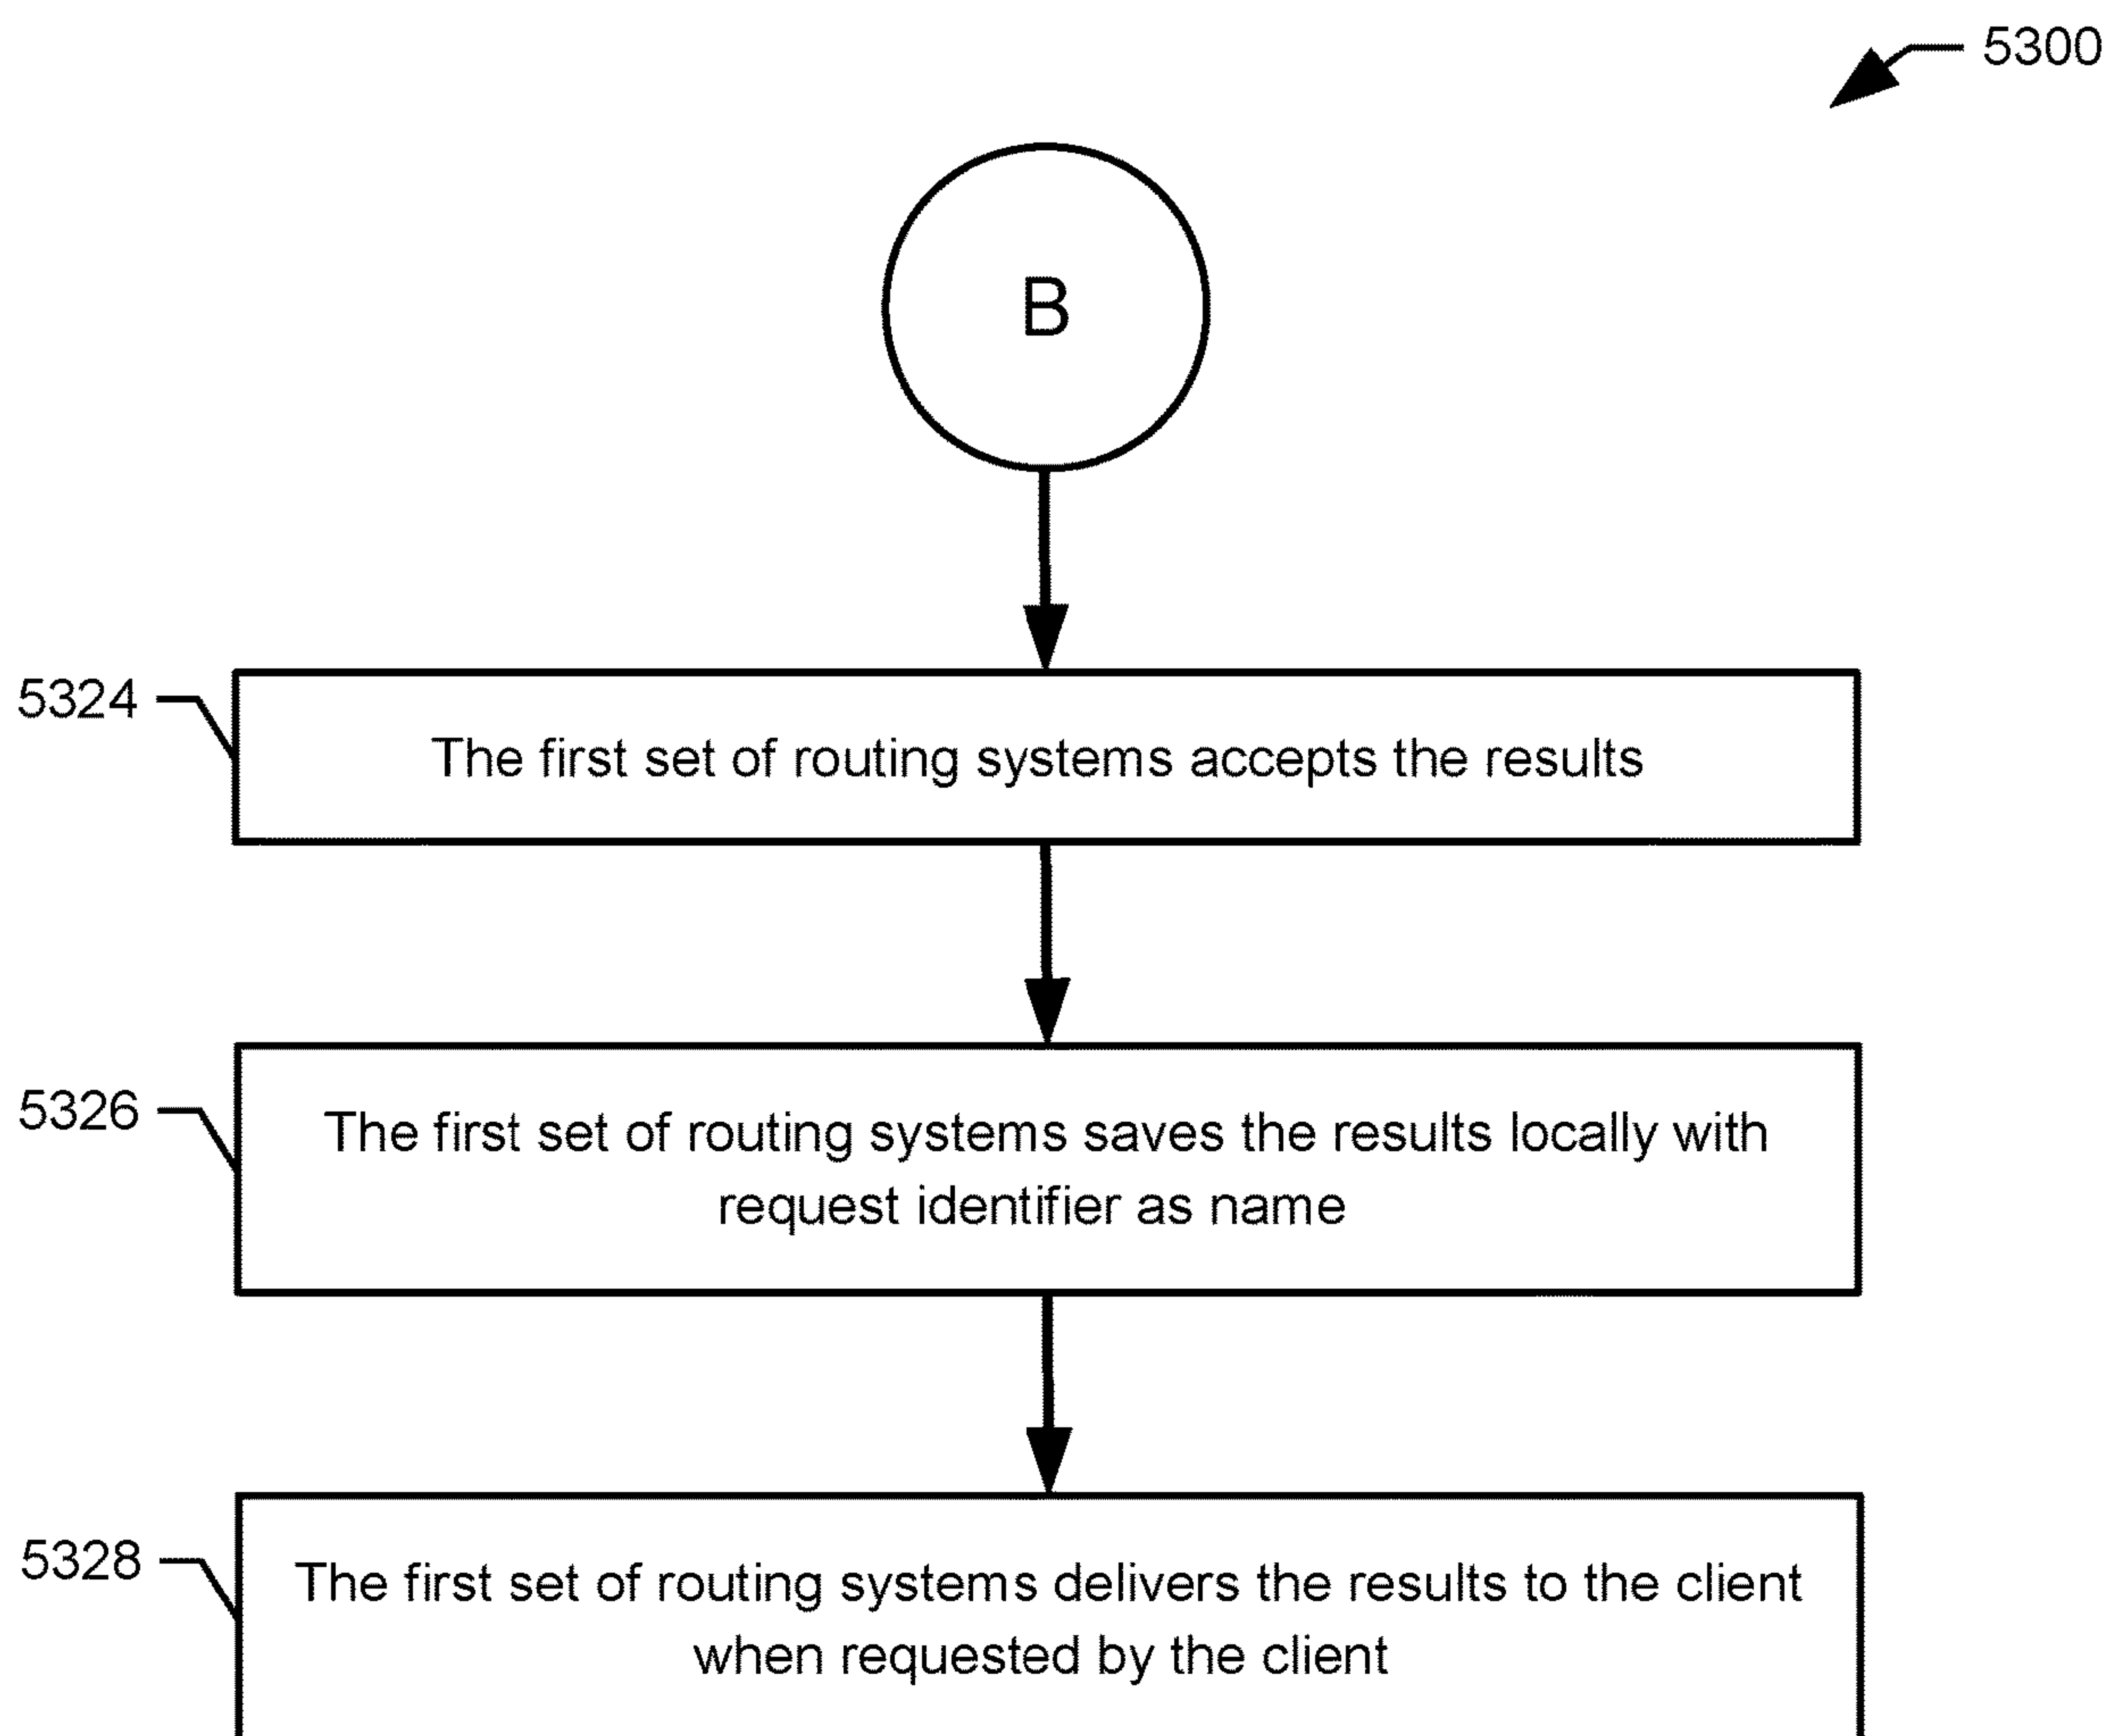 5300
B
5324
The first set of routing systems accepts the results
5326
The first set of routing systems saves the results locally with
request identifier as name
5328
The first set of routing systems delivers the results to the client
when requested by the client